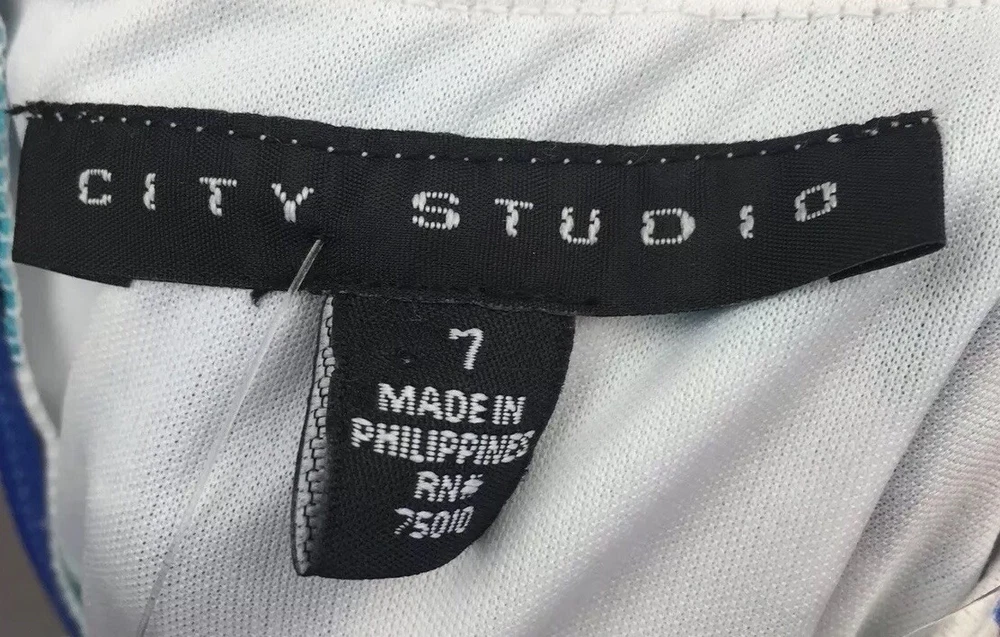 CITY STUDIO
7
MADE IN
PHILIPPINES
RN#
75010